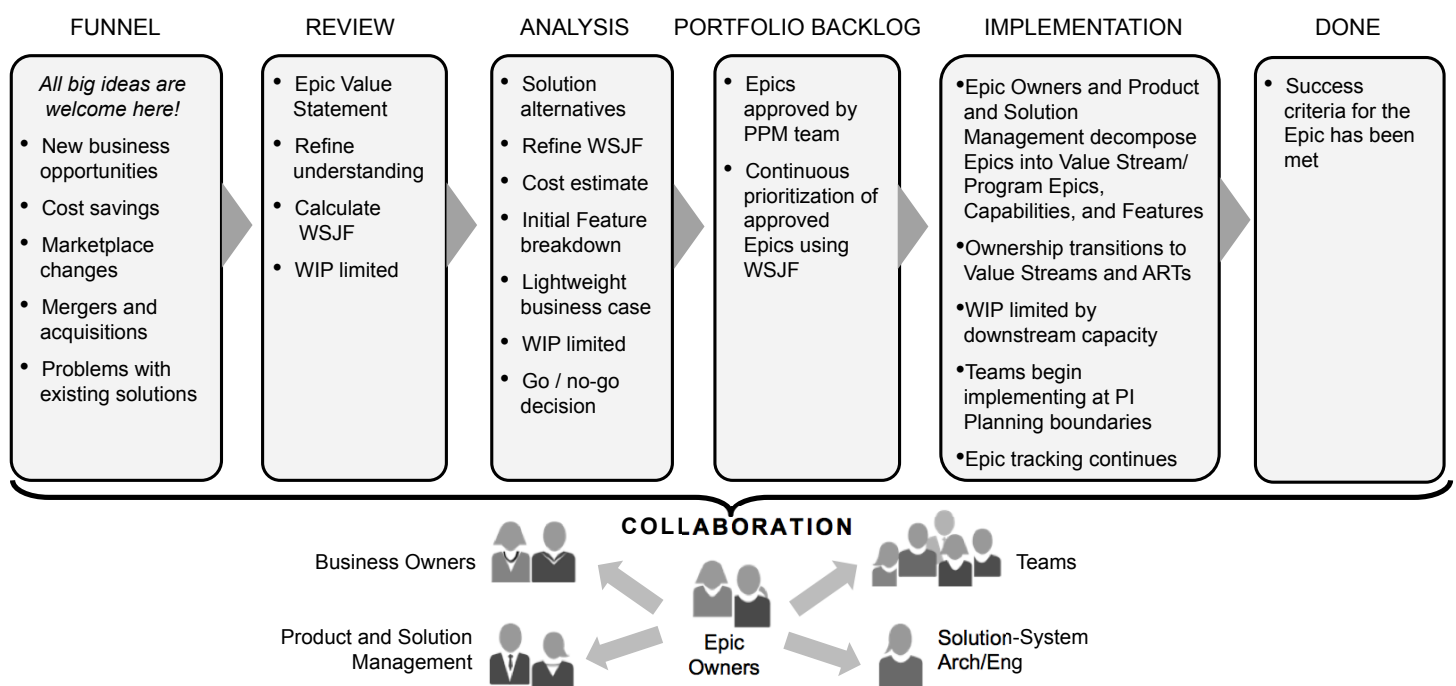 FUNNEL
All big ideas are
welcome here!
• New business
opportunities
• Cost savings
• Marketplace
changes
• Mergers and
acquisitions
• Problems with
existing solutions
REVIEW
• Epic Value
Statement
• Refine
understanding
• Calculate
WSJF
• WIP limited
ANALYSIS
• Solution
alternatives
• Refine WSJF
• Cost estimate
• Initial Feature
breakdown
• Lightweight
business case
• WIP limited
• Go / no-go
decision
PORTFOLIO BACKLOG
• Epics
approved by
PPM team
• Continuous
prioritization of
approved
Epics using
WSJF
IMPLEMENTATION
•Epic Owners and Product
and Solution
Management decompose
Epics into Value Stream/
Program Epics,
Capabilities, and Features
•Ownership transitions to
Value Streams and ARTs
•WIP limited by
downstream capacity
•Teams begin
implementing at PI
Planning boundaries
•Epic tracking continues
DONE
• Success
criteria for the
Epic has been
met
COLLABORATION
Business Owners
Teams
Product and Solution
Management
Epic
Owners
Solution-System
Arch/Eng